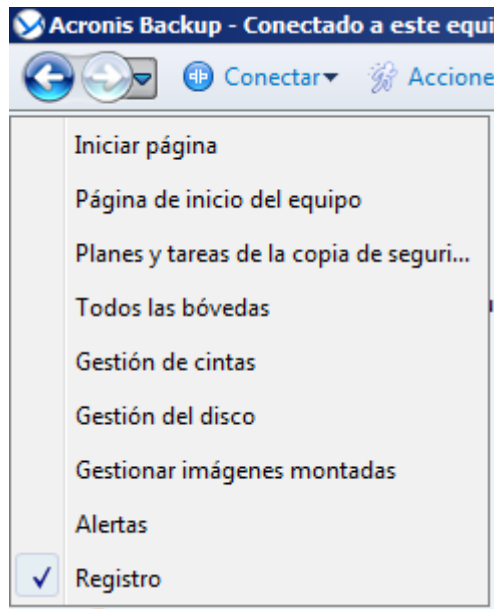 Acronis Backup - Conectado a este equi
Conectar Accione
Iniciar página
Página de inicio del equipo
Planes y tareas de la copia de seguri...
Todos las bóvedas
Gestión de cintas
Gestión del disco
Gestionar imágenes montadas
Alertas
Registro